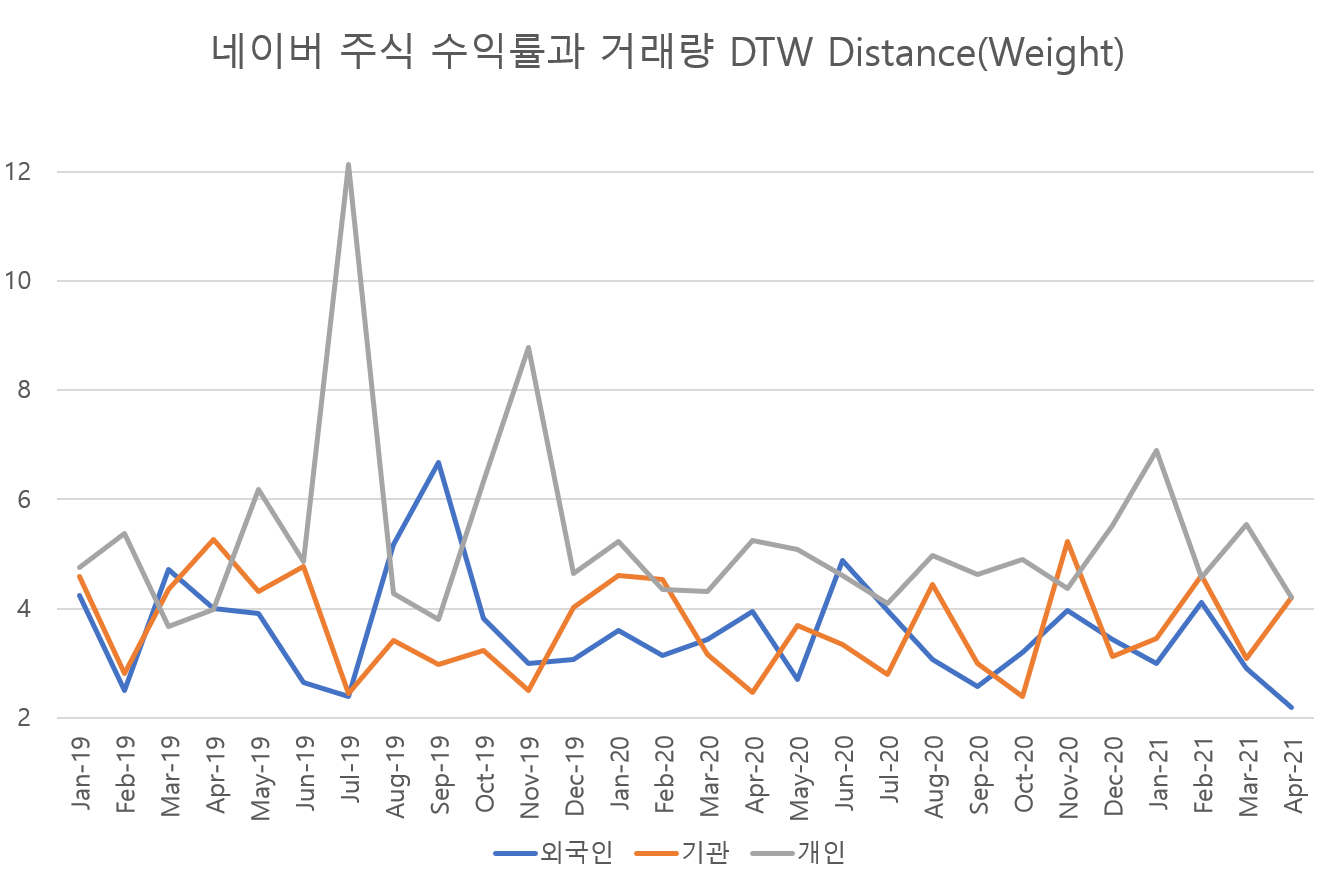 네이버 주식 수익률과 거래량 DTW Distance(Weight)
12
10
8
6
4
2
Jan-19
Feb-19
Mar-19
Apr-19
May-19
Jun-19
Jul-19
Aug-19
Sep-19
Oct-19
Nov-19
Dec-19
Jan-20
Feb-20
Mar-20
Apr-20
May-20
Jun-20
Jul-20
Aug-20
Sep-20
Oct-20
Nov-20
Dec-20
Jan-21
Feb-21
Mar-21
Apr-21
외국인 기관 개인